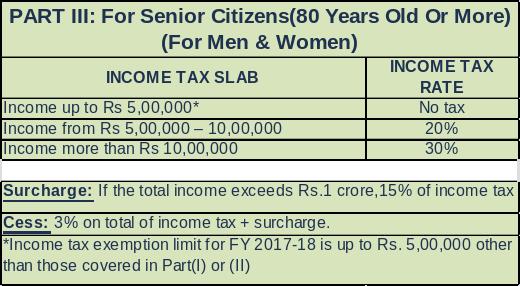 PART III: For Senior Citizens(80 Years Old Or More)
(For Men & Women)
INCOME TAX SLAB
INCOME TAX
RATE
Income up to Rs 5,00,000*
No tax
Income from Rs 5,00,000 – 10,00,000
20%
Income more than Rs 10,00,000
30%
Surcharge: If the total income exceeds Rs.1 crore,15% of income tax
Cess: 3% on total of income tax + surcharge.
*Income tax exemption limit for FY 2017-18 is up to Rs. 5,00,000 other
than those covered in Part(I) or (II)